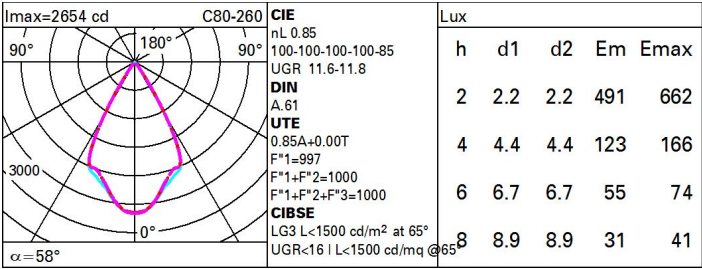 Imax=2654 cd C80-260
90° 180° 90°
3000
0°
α=58°
CIE
nL 0.85
100-100-100-100-85
UGR 11.6-11.8
DIN
A.61
UTE
0.85A+0.00T
F"1=997
F"1+F"2=1000
F"1+F"2+F"3=1000
CIBSE
LG3 L<1500 cd/m² at 65°
UGR<16 | L<1500 cd/mq @65°
Lux
h d1 d2 Em Emax
2 2.2 2.2 491 662
4 4.4 4.4 123 166
6 6.7 6.7 55 74
8 8.9 8.9 31 41